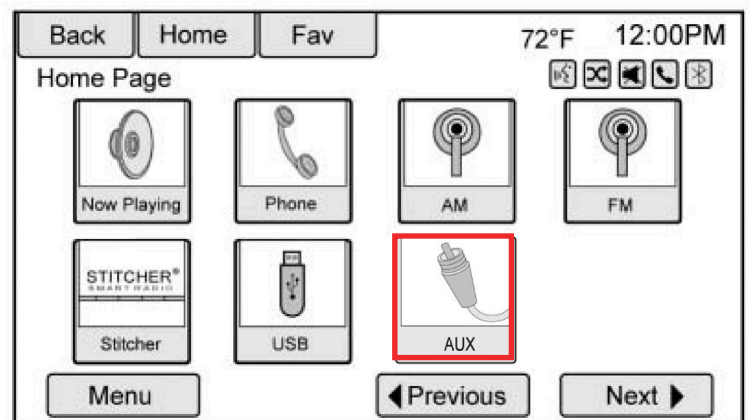 Back Home Fav 72°F 12:00PM
Home Page
Now Playing Phone AM FM
STITCHER®
SMART RADIO
Stitcher USB AUX
Menu Previous Next